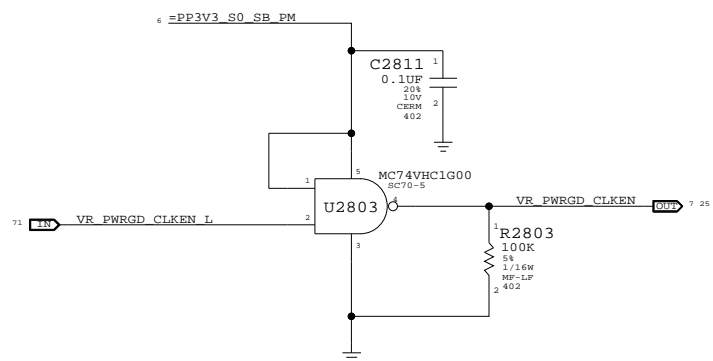 6 =PP3V3_S0_SB_PM
C2811
1
0.1UF
20%
10V
CERM
402
2
5
MC74VHC1G00
SC70-5
1
U2803
4
2
3
71 IN VR_PWRGD_CLKEN_L
VR_PWRGD_CLKEN OUT 7 25
1
R2803
100K
5%
1/16W
MF-LF
402
2